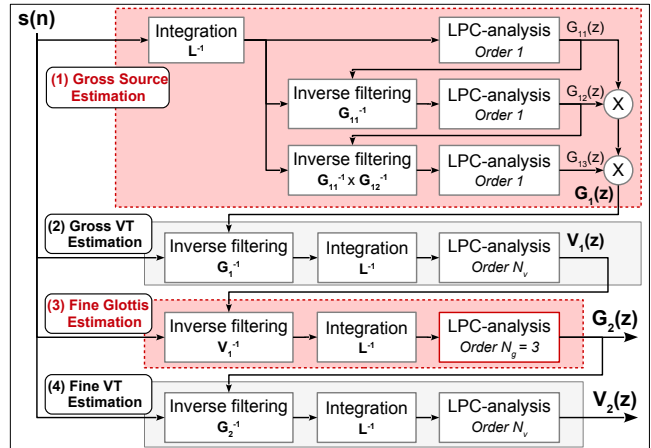 s(n)
Integration
L⁻¹
LPC-analysis
Order 1
G₁₁(z)
(1) Gross Source
Estimation
Inverse filtering
G₁₁⁻¹
LPC-analysis
Order 1
G₁₂(z)
X
Inverse filtering
G₁₁⁻¹ x G₁₂⁻¹
LPC-analysis
Order 1
G₁₃(z)
X
G₁(z)
(2) Gross VT
Estimation
Inverse filtering
G₁⁻¹
Integration
L⁻¹
LPC-analysis
Order Nᵥ
V₁(z)
(3) Fine Glottis
Estimation
Inverse filtering
V₁⁻¹
Integration
L⁻¹
LPC-analysis
Order N_g = 3
G₂(z)
(4) Fine VT
Estimation
Inverse filtering
G₂⁻¹
Integration
L⁻¹
LPC-analysis
Order Nᵥ
V₂(z)